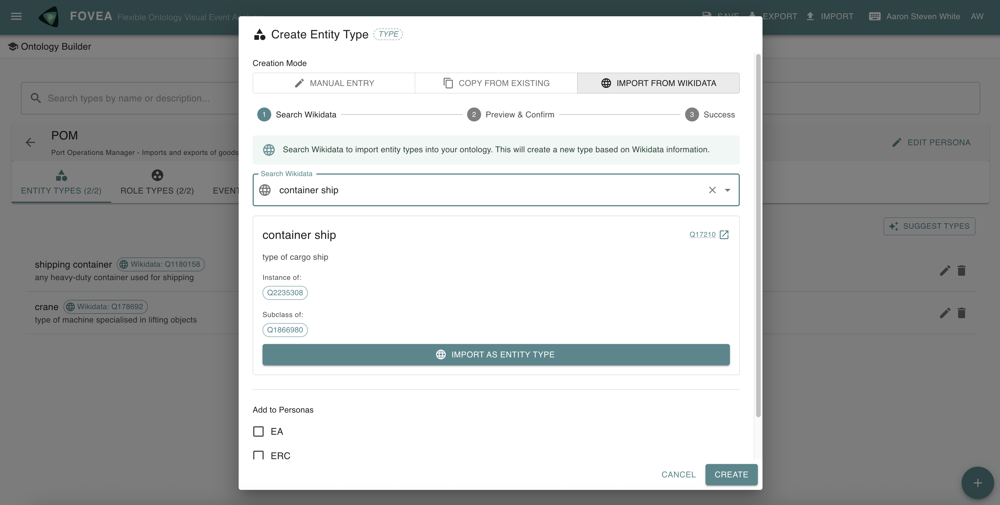 FOVEA Flexible Ontology Visual Event
SAVE EXPORT IMPORT Aaron Steven White AW
Ontology Builder
Search types by name or description...
POM
Port Operations Manager - Imports and exports of goods
EDIT PERSONA
ENTITY TYPES (2/2) ROLE TYPES (2/2) EVENT
SUGGEST TYPES
shipping container Wikidata: Q1180158
any heavy-duty container used for shipping
crane Wikidata: Q178692
type of machine specialised in lifting objects
Create Entity Type TYPE
Creation Mode
MANUAL ENTRY COPY FROM EXISTING IMPORT FROM WIKIDATA
1 Search Wikidata 2 Preview & Confirm 3 Success
Search Wikidata to import entity types into your ontology. This will create a new type based on Wikidata information.
Search Wikidata
container ship
container ship Q17210
type of cargo ship
Instance of:
Q2235308
Subclass of:
Q1866980
IMPORT AS ENTITY TYPE
Add to Personas
EA
ERC
CANCEL CREATE